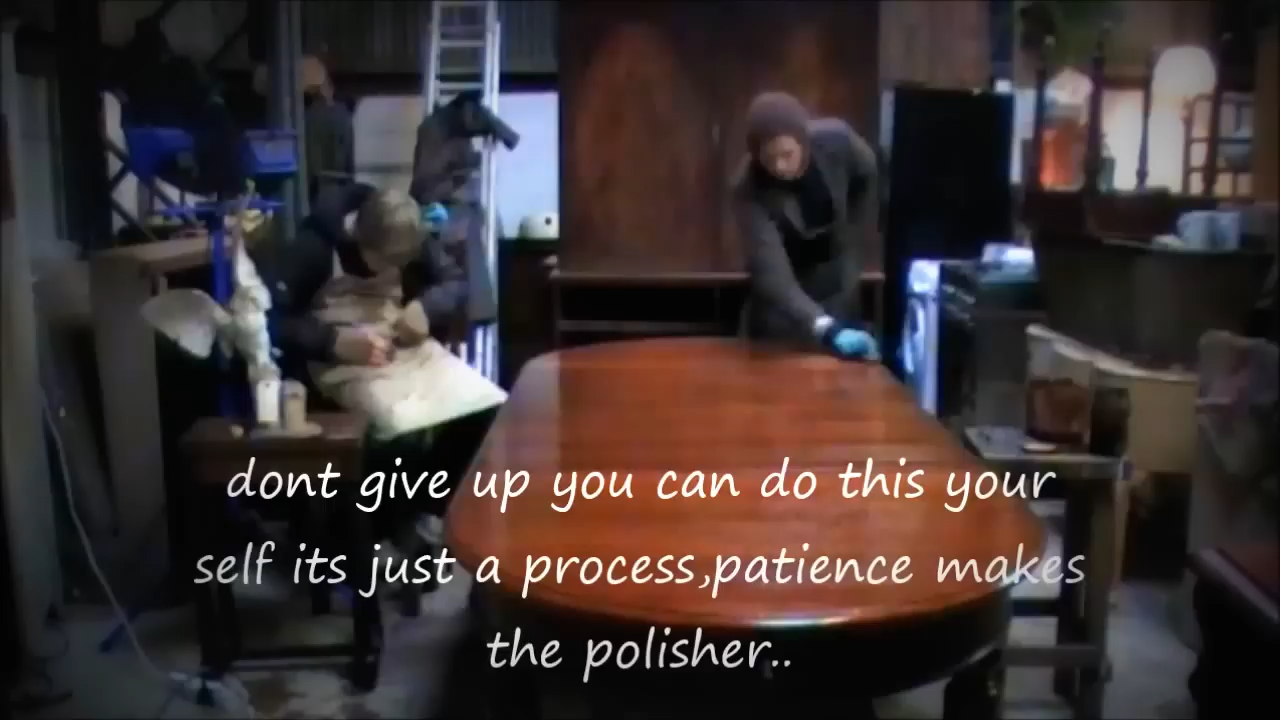 dont give up you can do this your
self its just a process,patience makes
the polisher..